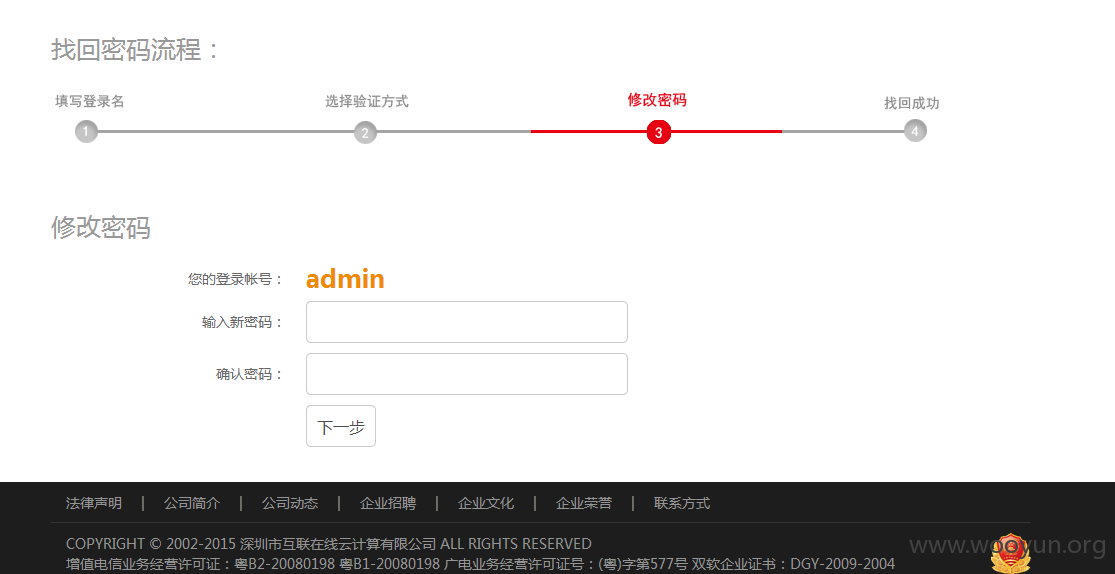 找回密码流程：
填写登录名 选择验证方式 修改密码 找回成功
1 2 3 4
修改密码
您的登录帐号： admin
输入新密码：
确认密码：
下一步
法律声明 | 公司简介 | 公司动态 | 企业招聘 | 企业文化 | 企业荣誉 | 联系方式
COPYRIGHT © 2002-2015 深圳市互联在线云计算有限公司 ALL RIGHTS RESERVED
www.wooyun.org
增值电信业务经营许可证：粤B2-20080198 粤B1-20080198 广电业务经营许可证号：(粤)字第577号 双软企业证书：DGY-2009-2004